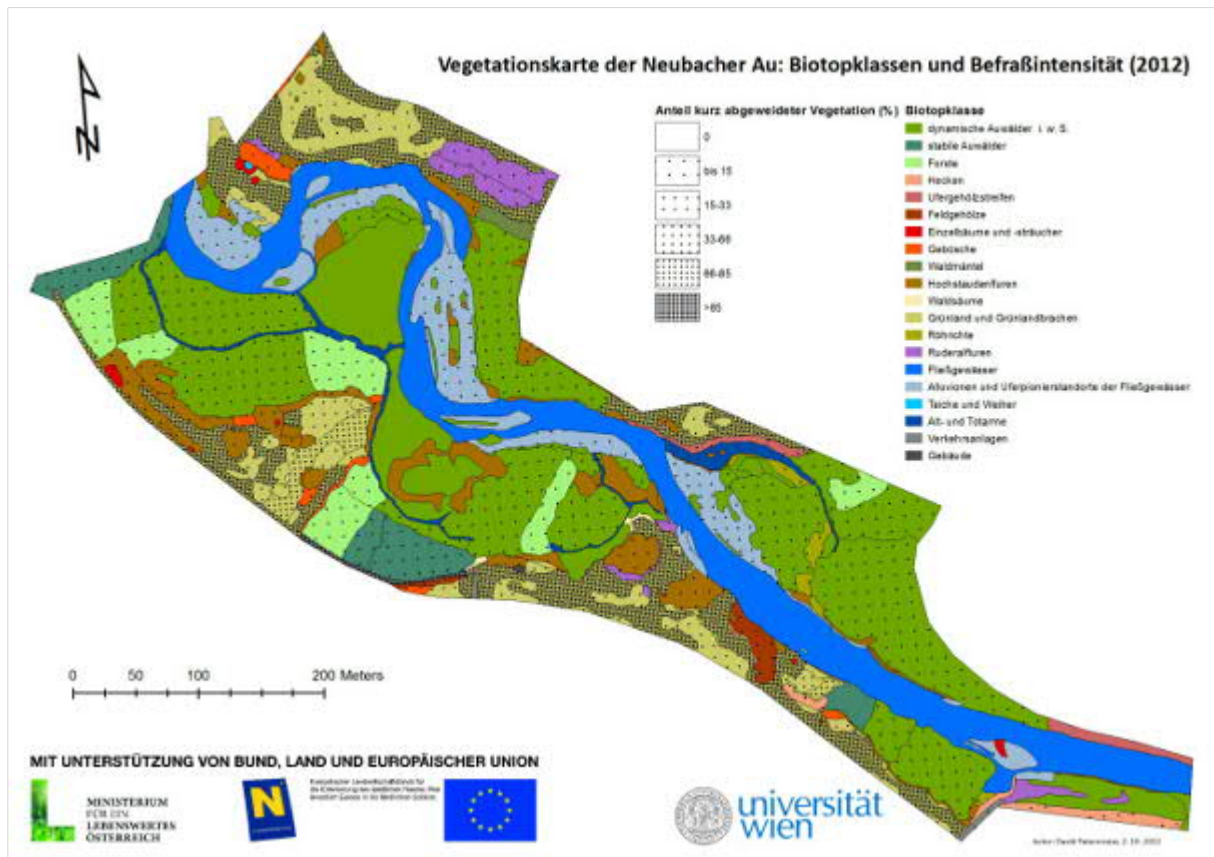 Vegetationskarte der Neubacher Au: Biotopklassen und Befraßintensität (2012)
Anteil kurz abgeweideter Vegetation (%)
0
bis 15
15-33
33-66
66-85
>85
Biotopklasse
dynamische Auwälder i. w. S.
stabile Auwälder
Forste
Hecken
Ufergehölzstreifen
Feldgehölze
Einzelbäume und -sträucher
Gebüsche
Waldmäntel
Hochstaudenfluren
Waldsäume
Grünland und Grünlandbrachen
Röhrichte
Ruderalfluren
Fließgewässer
Alluvionen und Uferpionierstandorte der Fließgewässer
Teiche und Weiher
Alt- und Totarme
Verkehrsanlagen
Gebäude
N
0 50 100 200 Meters
MIT UNTERSTÜTZUNG VON BUND, LAND UND EUROPÄISCHER UNION
MINISTERIUM
FÜR EIN
LEBENSWERTES
ÖSTERREICH
N
universität
wien